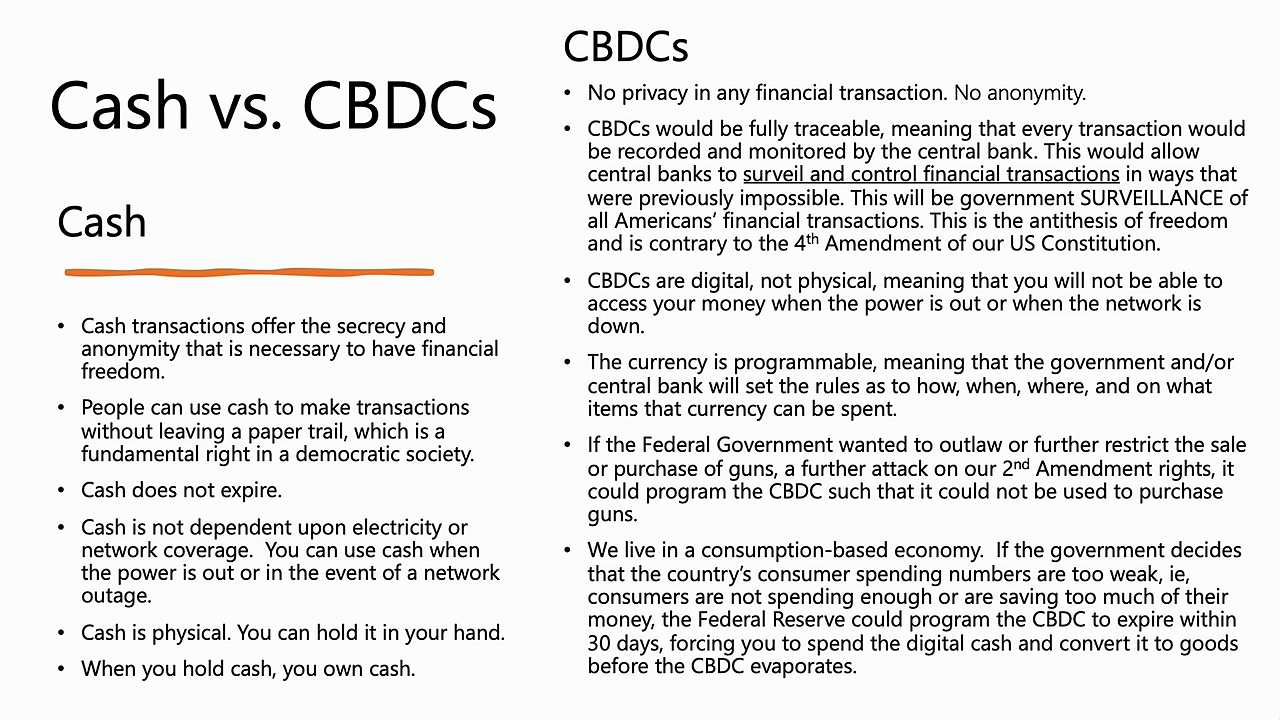 Cash vs. CBDCs
Cash
• Cash transactions offer the secrecy and
anonymity that is necessary to have financial
freedom.
• People can use cash to make transactions
without leaving a paper trail, which is a
fundamental right in a democratic society.
• Cash does not expire.
• Cash is not dependent upon electricity or
network coverage.  You can use cash when
the power is out or in the event of a network
outage.
• Cash is physical. You can hold it in your hand.
• When you hold cash, you own cash.
CBDCs
• No privacy in any financial transaction. No anonymity.
• CBDCs would be fully traceable, meaning that every transaction would
be recorded and monitored by the central bank. This would allow
central banks to surveil and control financial transactions in ways that
were previously impossible. This will be government SURVEILLANCE of
all Americans’ financial transactions. This is the antithesis of freedom
and is contrary to the 4th Amendment of our US Constitution.
• CBDCs are digital, not physical, meaning that you will not be able to
access your money when the power is out or when the network is
down.
• The currency is programmable, meaning that the government and/or
central bank will set the rules as to how, when, where, and on what
items that currency can be spent.
• If the Federal Government wanted to outlaw or further restrict the sale
or purchase of guns, a further attack on our 2nd Amendment rights, it
could program the CBDC such that it could not be used to purchase
guns.
• We live in a consumption-based economy.  If the government decides
that the country’s consumer spending numbers are too weak, ie,
consumers are not spending enough or are saving too much of their
money, the Federal Reserve could program the CBDC to expire within
30 days, forcing you to spend the digital cash and convert it to goods
before the CBDC evaporates.